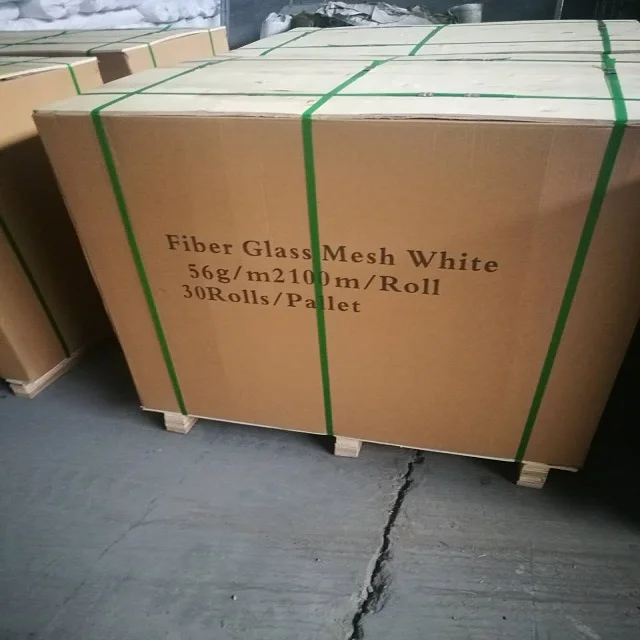 Fiber Glass Mesh White
56g/m2100m/Roll
30Rolls/Pallet